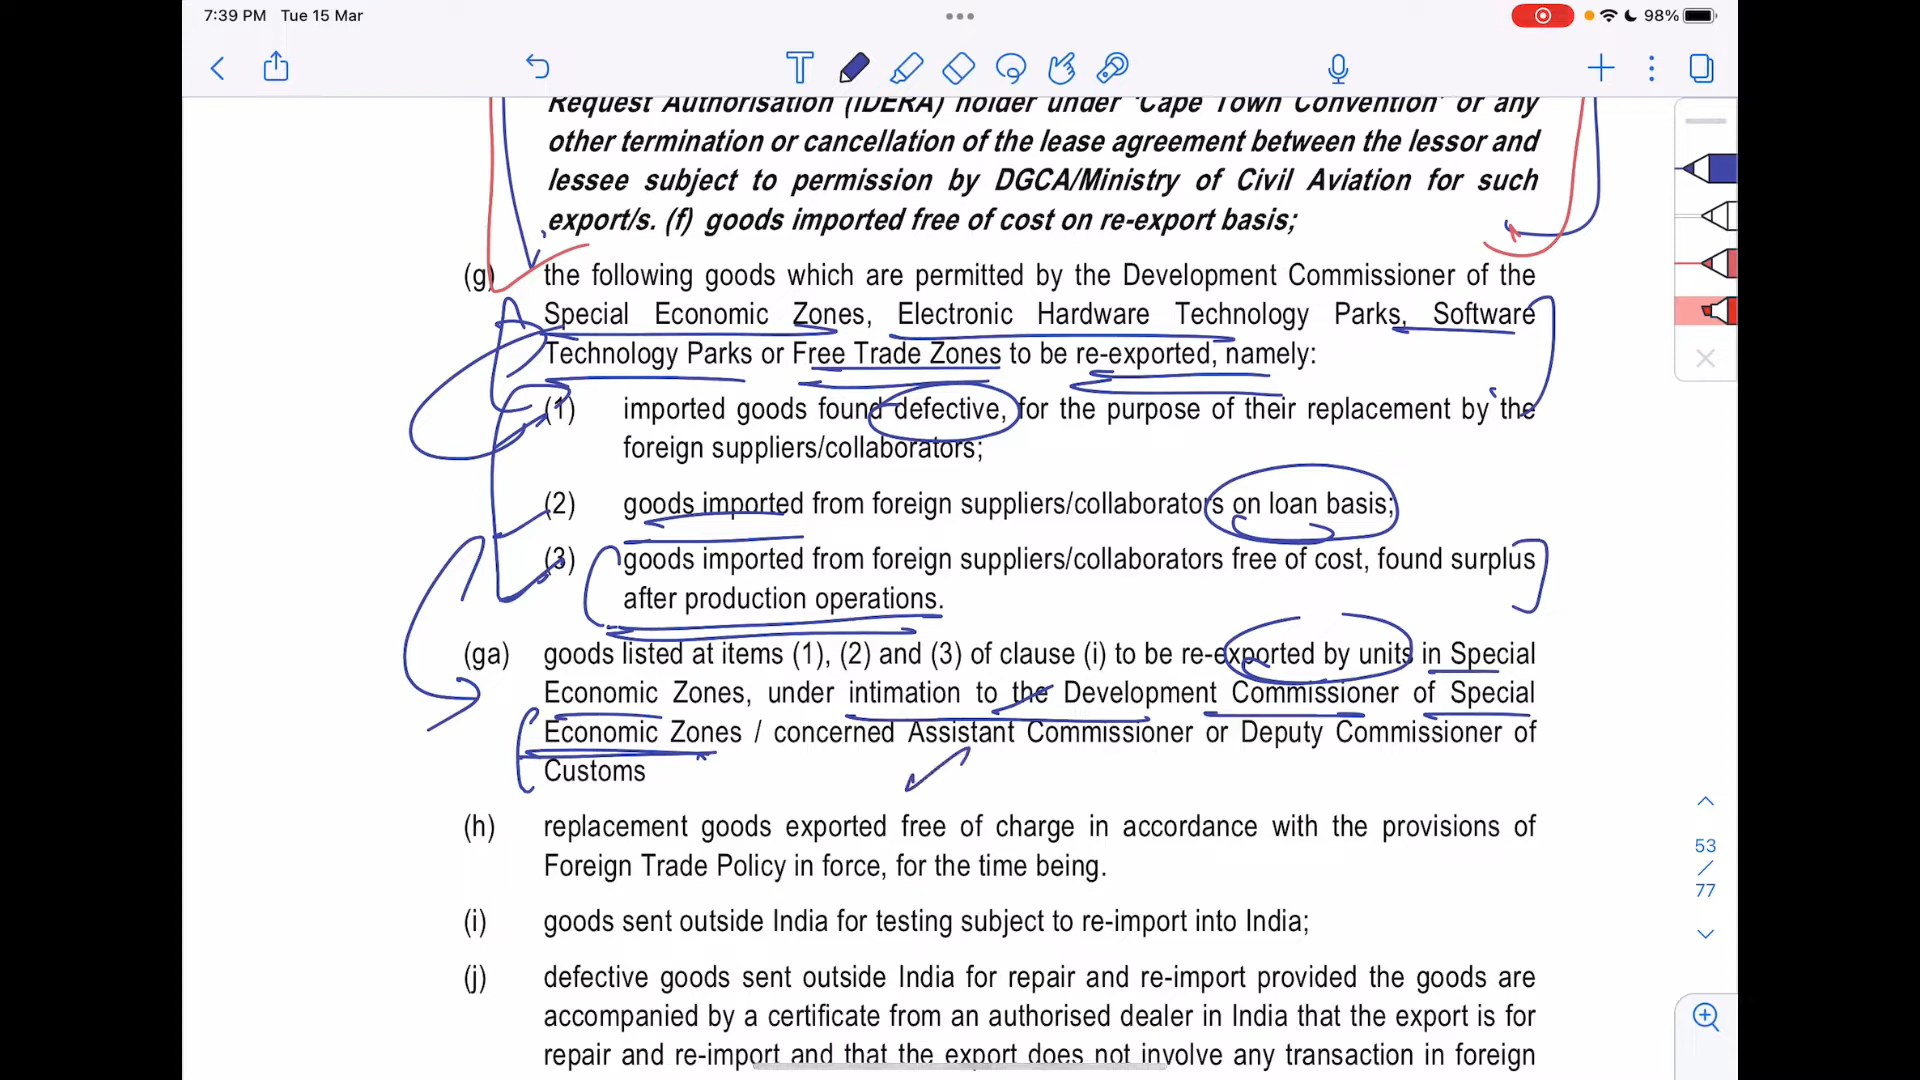 7:39 PM Tue 15 Mar
98%
Request Authorisation (IDERA) holder under 'Cape Town Convention' or any
other termination or cancellation of the lease agreement between the lessor and
lessee subject to permission by DGCA/Ministry of Civil Aviation for such
export/s. (f) goods imported free of cost on re-export basis;
(g) the following goods which are permitted by the Development Commissioner of the
Special Economic Zones, Electronic Hardware Technology Parks, Software
Technology Parks or Free Trade Zones to be re-exported, namely:
(1) imported goods found defective, for the purpose of their replacement by the
foreign suppliers/collaborators;
(2) goods imported from foreign suppliers/collaborators on loan basis;
(3) goods imported from foreign suppliers/collaborators free of cost, found surplus
after production operations.
(ga) goods listed at items (1), (2) and (3) of clause (i) to be re-exported by units in Special
Economic Zones, under intimation to the Development Commissioner of Special
Economic Zones / concerned Assistant Commissioner or Deputy Commissioner of
Customs
(h) replacement goods exported free of charge in accordance with the provisions of
Foreign Trade Policy in force, for the time being.
(i) goods sent outside India for testing subject to re-import into India;
(j) defective goods sent outside India for repair and re-import provided the goods are
accompanied by a certificate from an authorised dealer in India that the export is for
repair and re-import and that the export does not involve any transaction in foreign
53
/
77